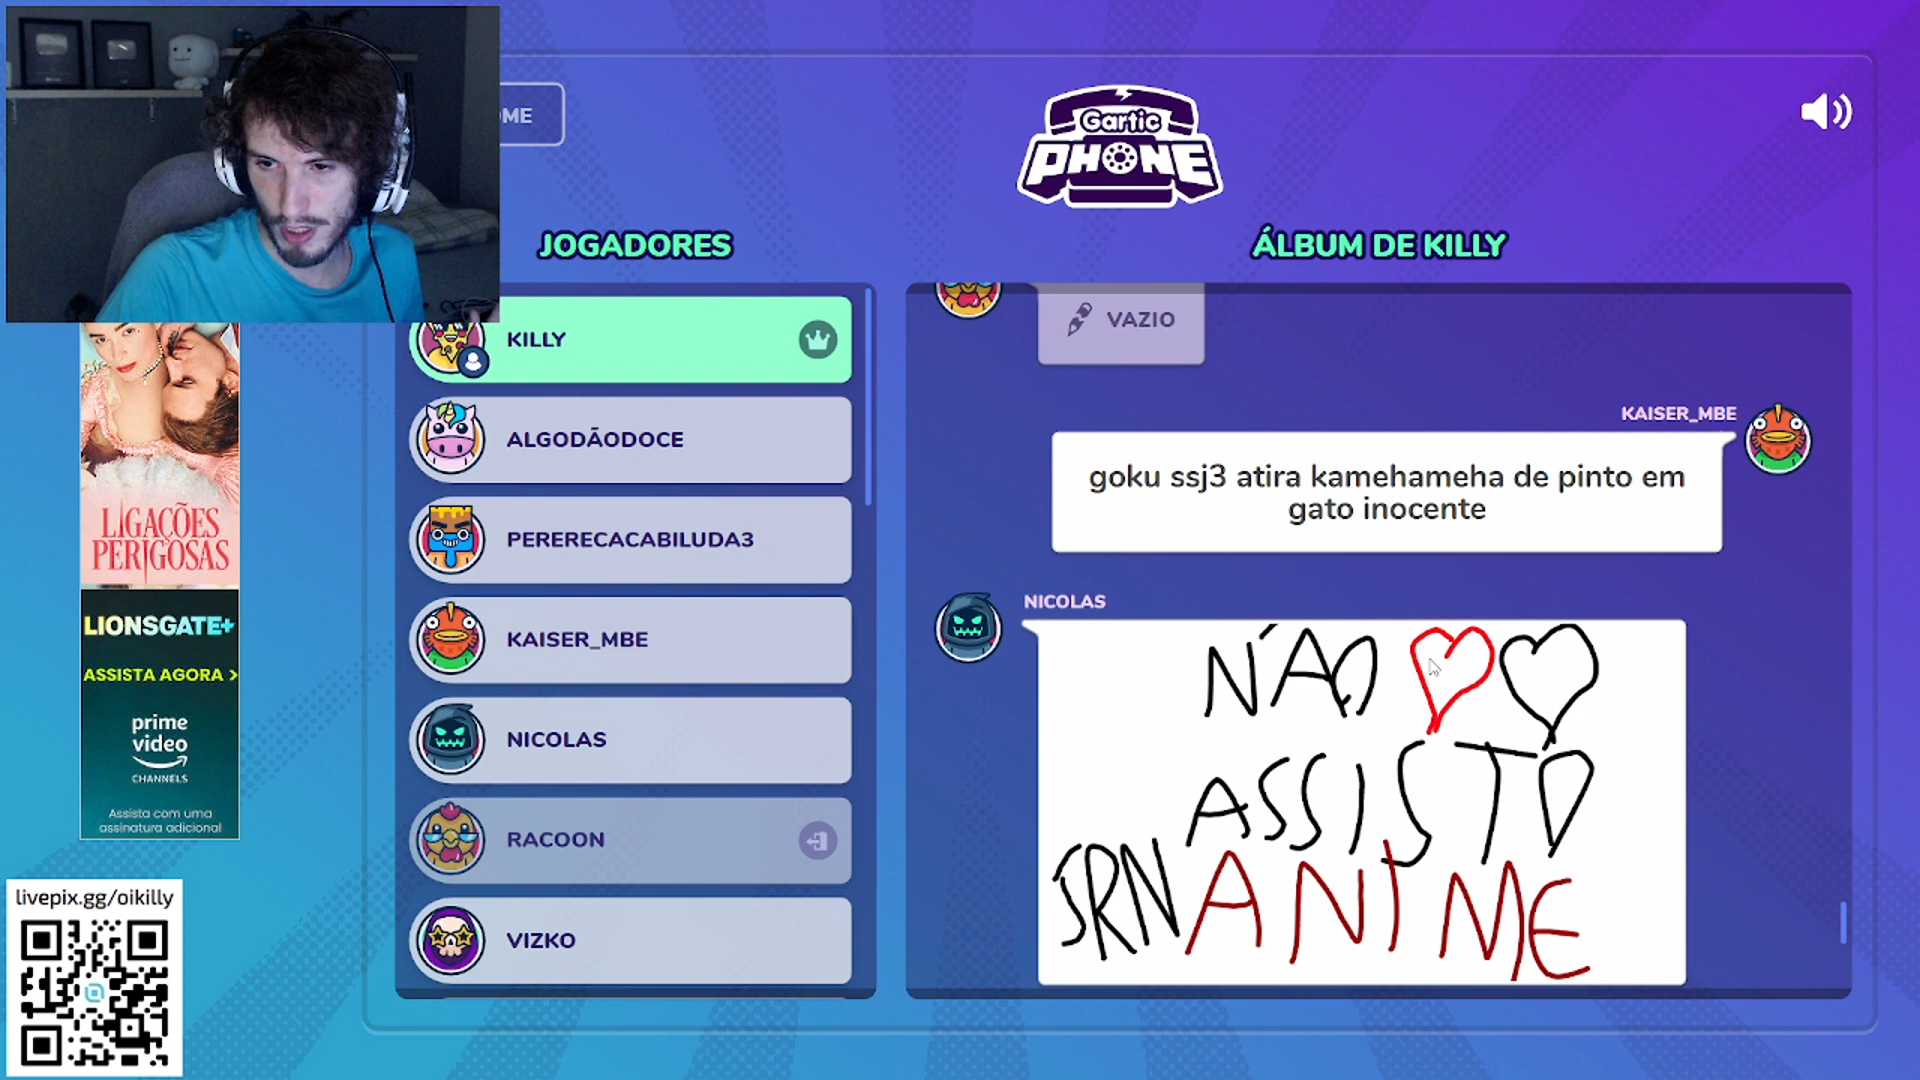 OME
Gartic
PHONE
JOGADORES
ÁLBUM DE KILLY
KILLY
ALGODÃODOCE
PERERECACABILUDA3
KAISER_MBE
NICOLAS
RACOON
VIZKO
VAZIO
KAISER_MBE
goku ssj3 atira kamehameha de pinto em
gato inocente
NICOLAS
NÃO
ASSISTO
SRN ANIME
LIGAÇÕES
PERIGOSAS
LIONSGATE+
ASSISTA AGORA >
prime
video
CHANNELS
Assista com uma
assinatura adicional
livepix.gg/oikilly